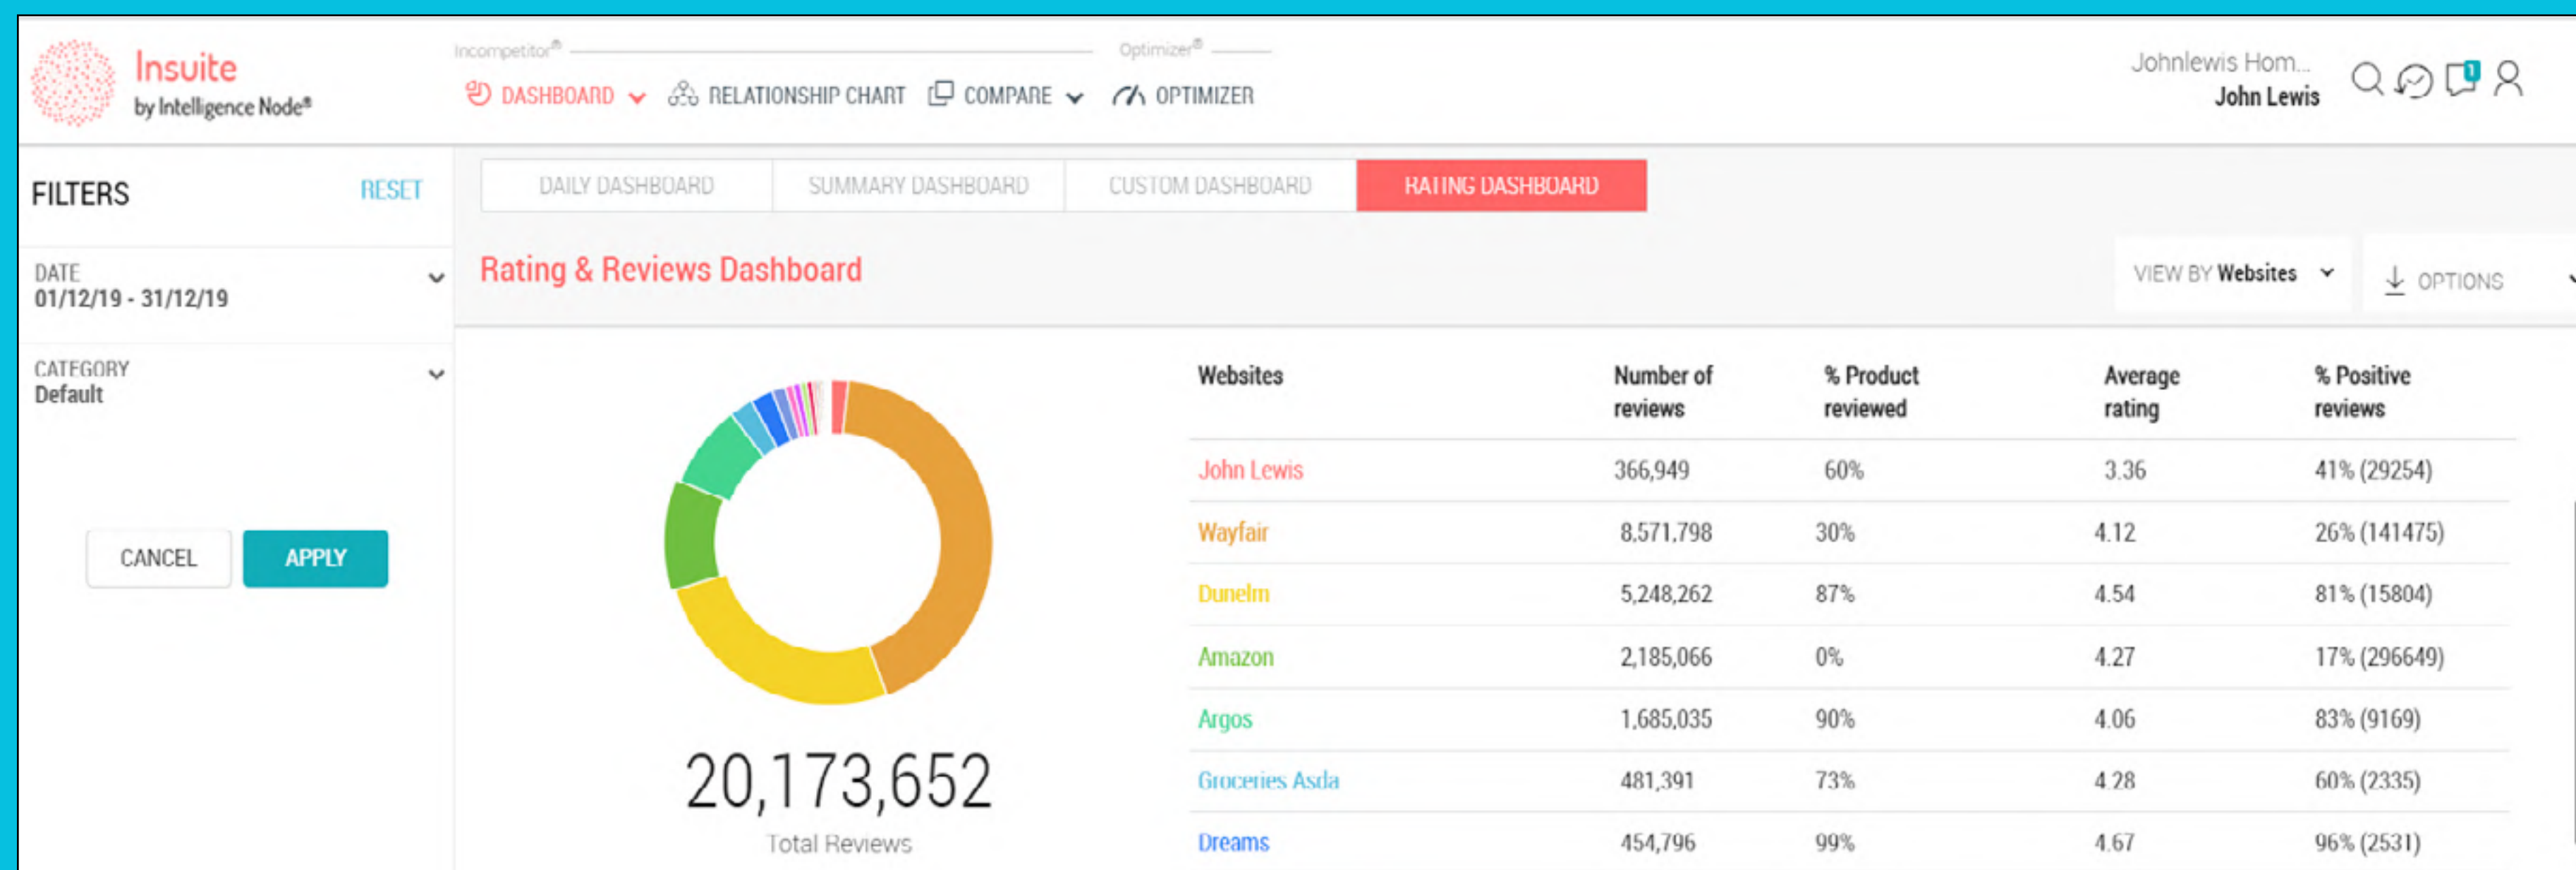 Insuite
by Intelligence Node®
Incompetitor®
Optimizer®
DASHBOARD
RELATIONSHIP CHART
COMPARE
OPTIMIZER
Johnlewis Hom...
John Lewis
1
FILTERS
RESET
DATE
01/12/19 - 31/12/19
CATEGORY
Default
CANCEL
APPLY
DAILY DASHBOARD
SUMMARY DASHBOARD
CUSTOM DASHBOARD
RATING DASHBOARD
Rating & Reviews Dashboard
VIEW BY Websites
OPTIONS
20,173,652
Total Reviews
Websites Number of reviews % Product reviewed Average rating % Positive reviews
John Lewis 366,949 60% 3.36 41% (29254)
Wayfair 8,571,798 30% 4.12 26% (141475)
Dunelm 5,248,262 87% 4.54 81% (15804)
Amazon 2,185,066 0% 4.27 17% (296649)
Argos 1,685,035 90% 4.06 83% (9169)
Groceries Asda 481,391 73% 4.28 60% (2335)
Dreams 454,796 99% 4.67 96% (2531)